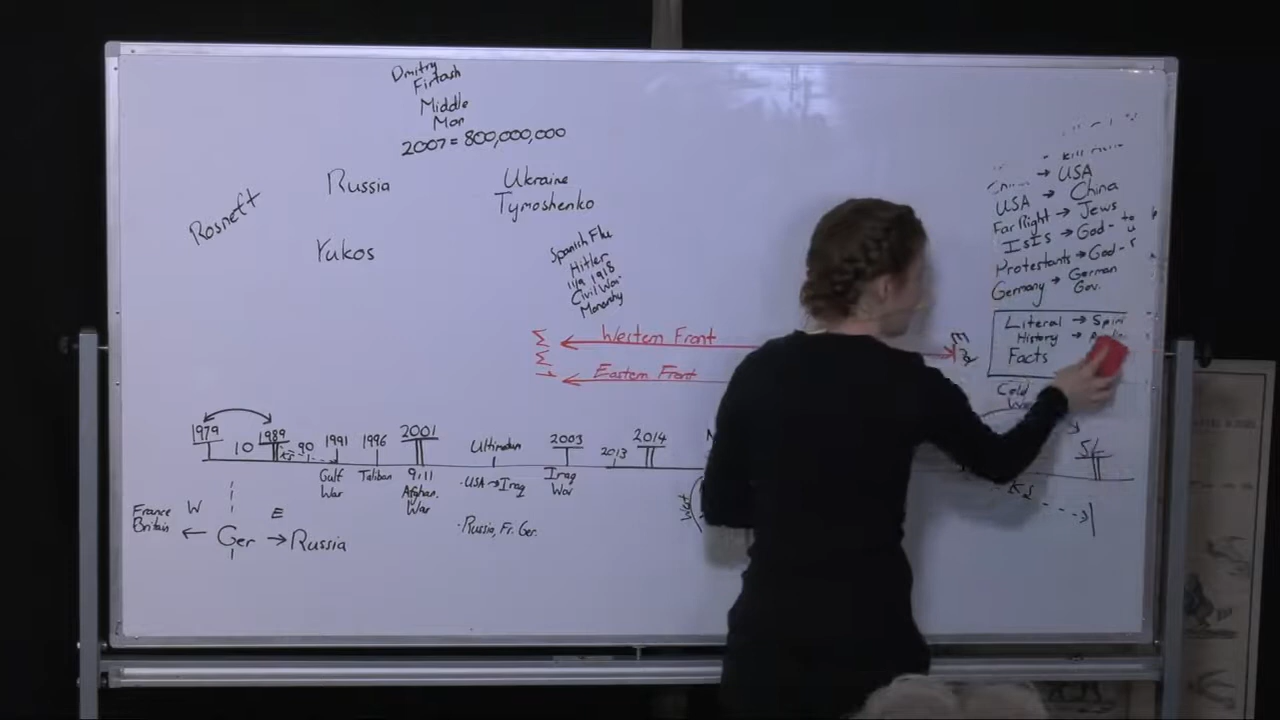 Dmitry
Firtash
Middle
Man
2007 = 800,000,000
Rosneft
Russia
Ukraine
Tymoshenko
Yukos
Spanish Flu
Hitler
11/9 1918
Civil War
Monarchy
Western Front
Eastern Front
→ USA
USA → China
Far Right → Jews
IsIs → God -
Protestants → God -
Germany → German
Gov.
Literal →
History →
Facts
Cold
1979
10
1989
90
1991
1996
2001
Ultimatum
2003
2013
2014
Gulf
War
Taliban
9.11
Afghan.
War
·USA → Iraq
Iraq
War
·Russia, Fr. Ger.
France
Britain
W
E
← Ger → Russia